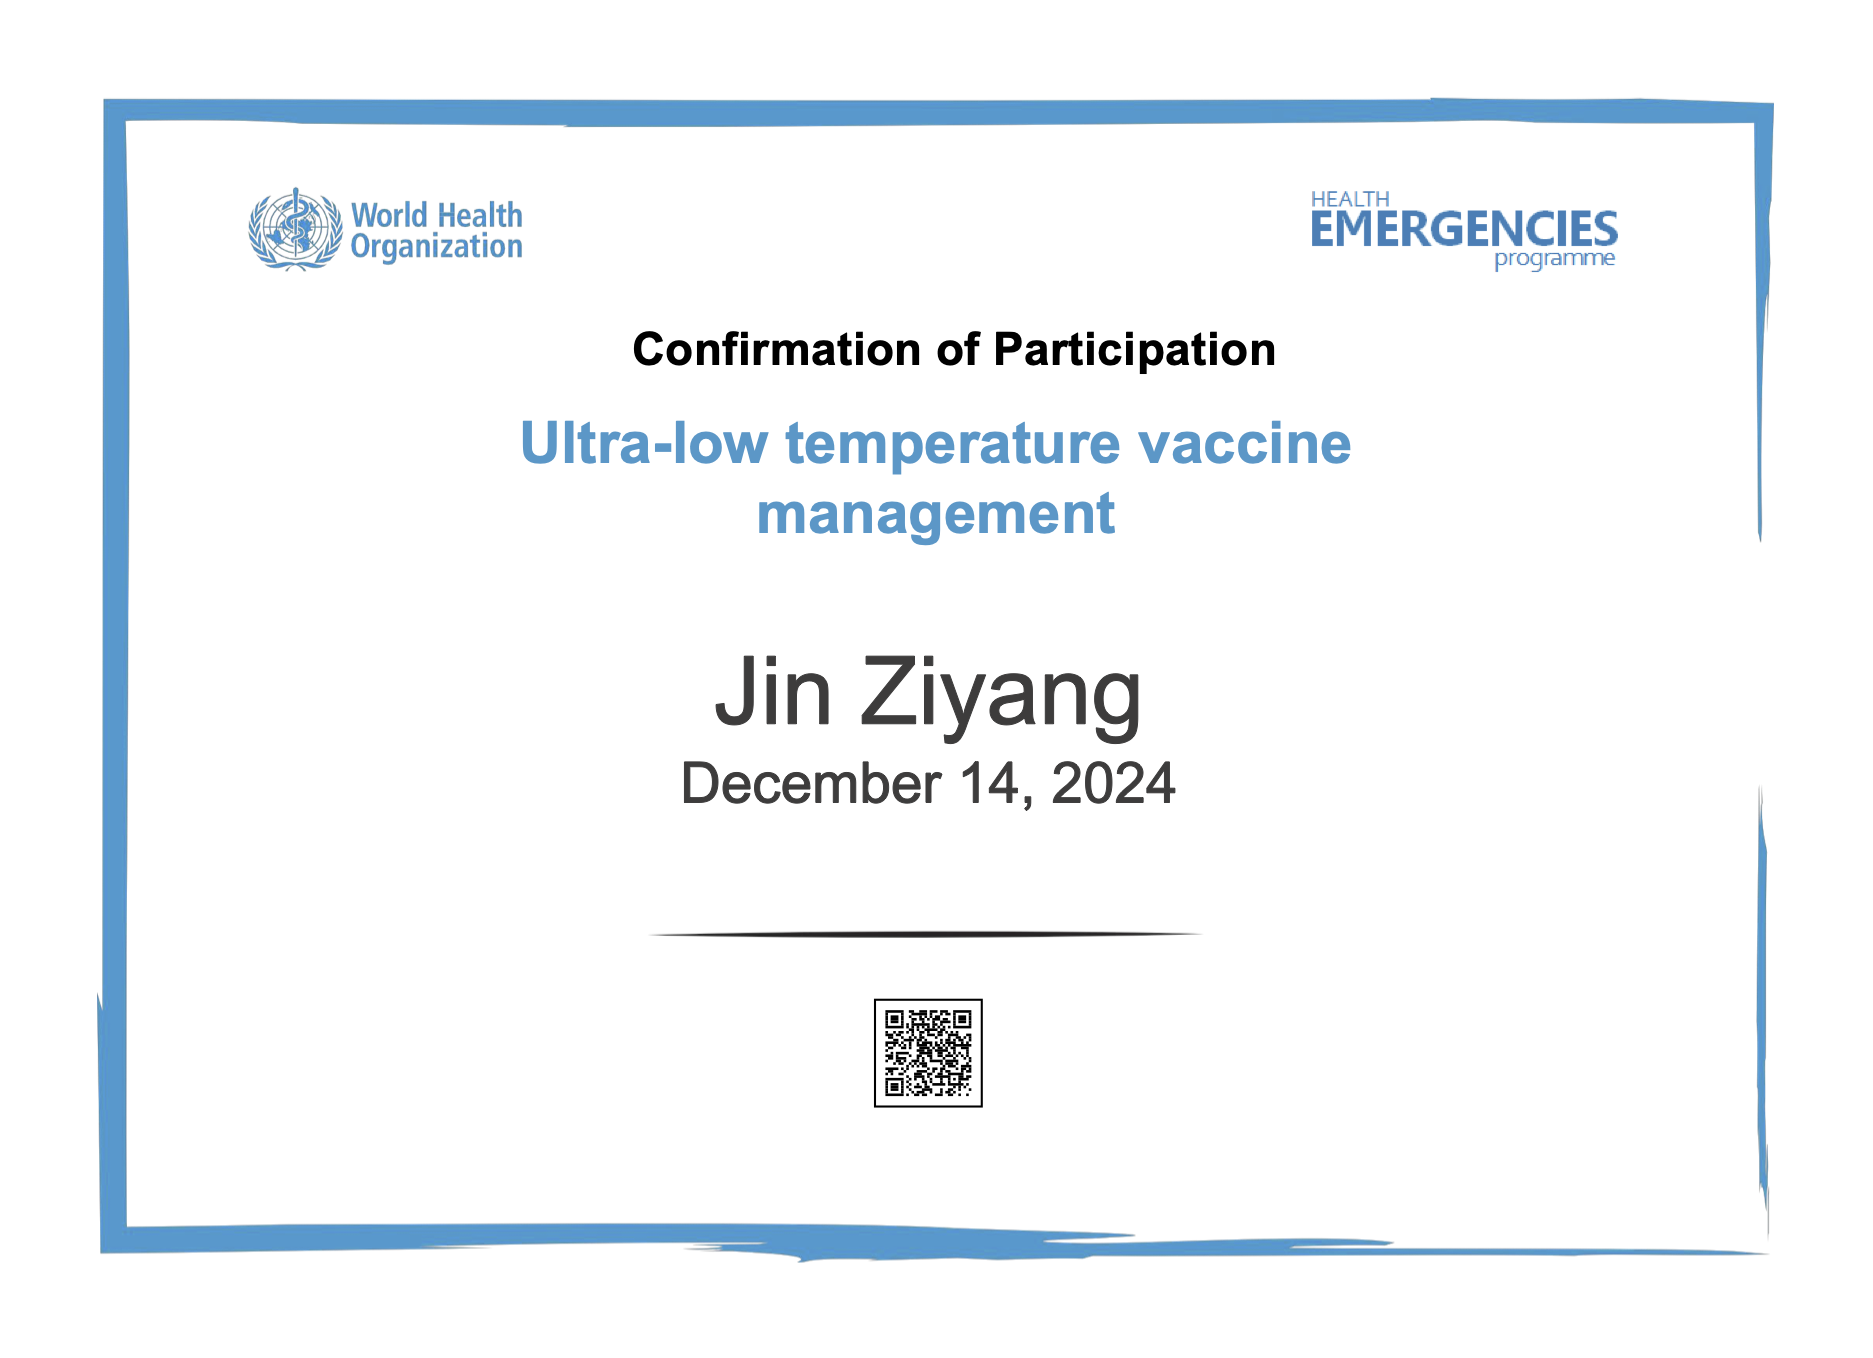 World Health
Organization
HEALTH
EMERGENCIES
programme
Confirmation of Participation
Ultra-low temperature vaccine
management
Jin Ziyang
December 14, 2024